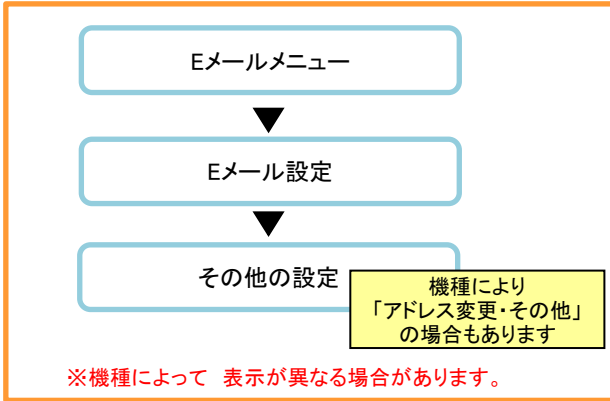 Eメールメニュー
Eメール設定
その他の設定
機種により
「アドレス変更・その他」
の場合もあります
※機種によって 表示が異なる場合があります。